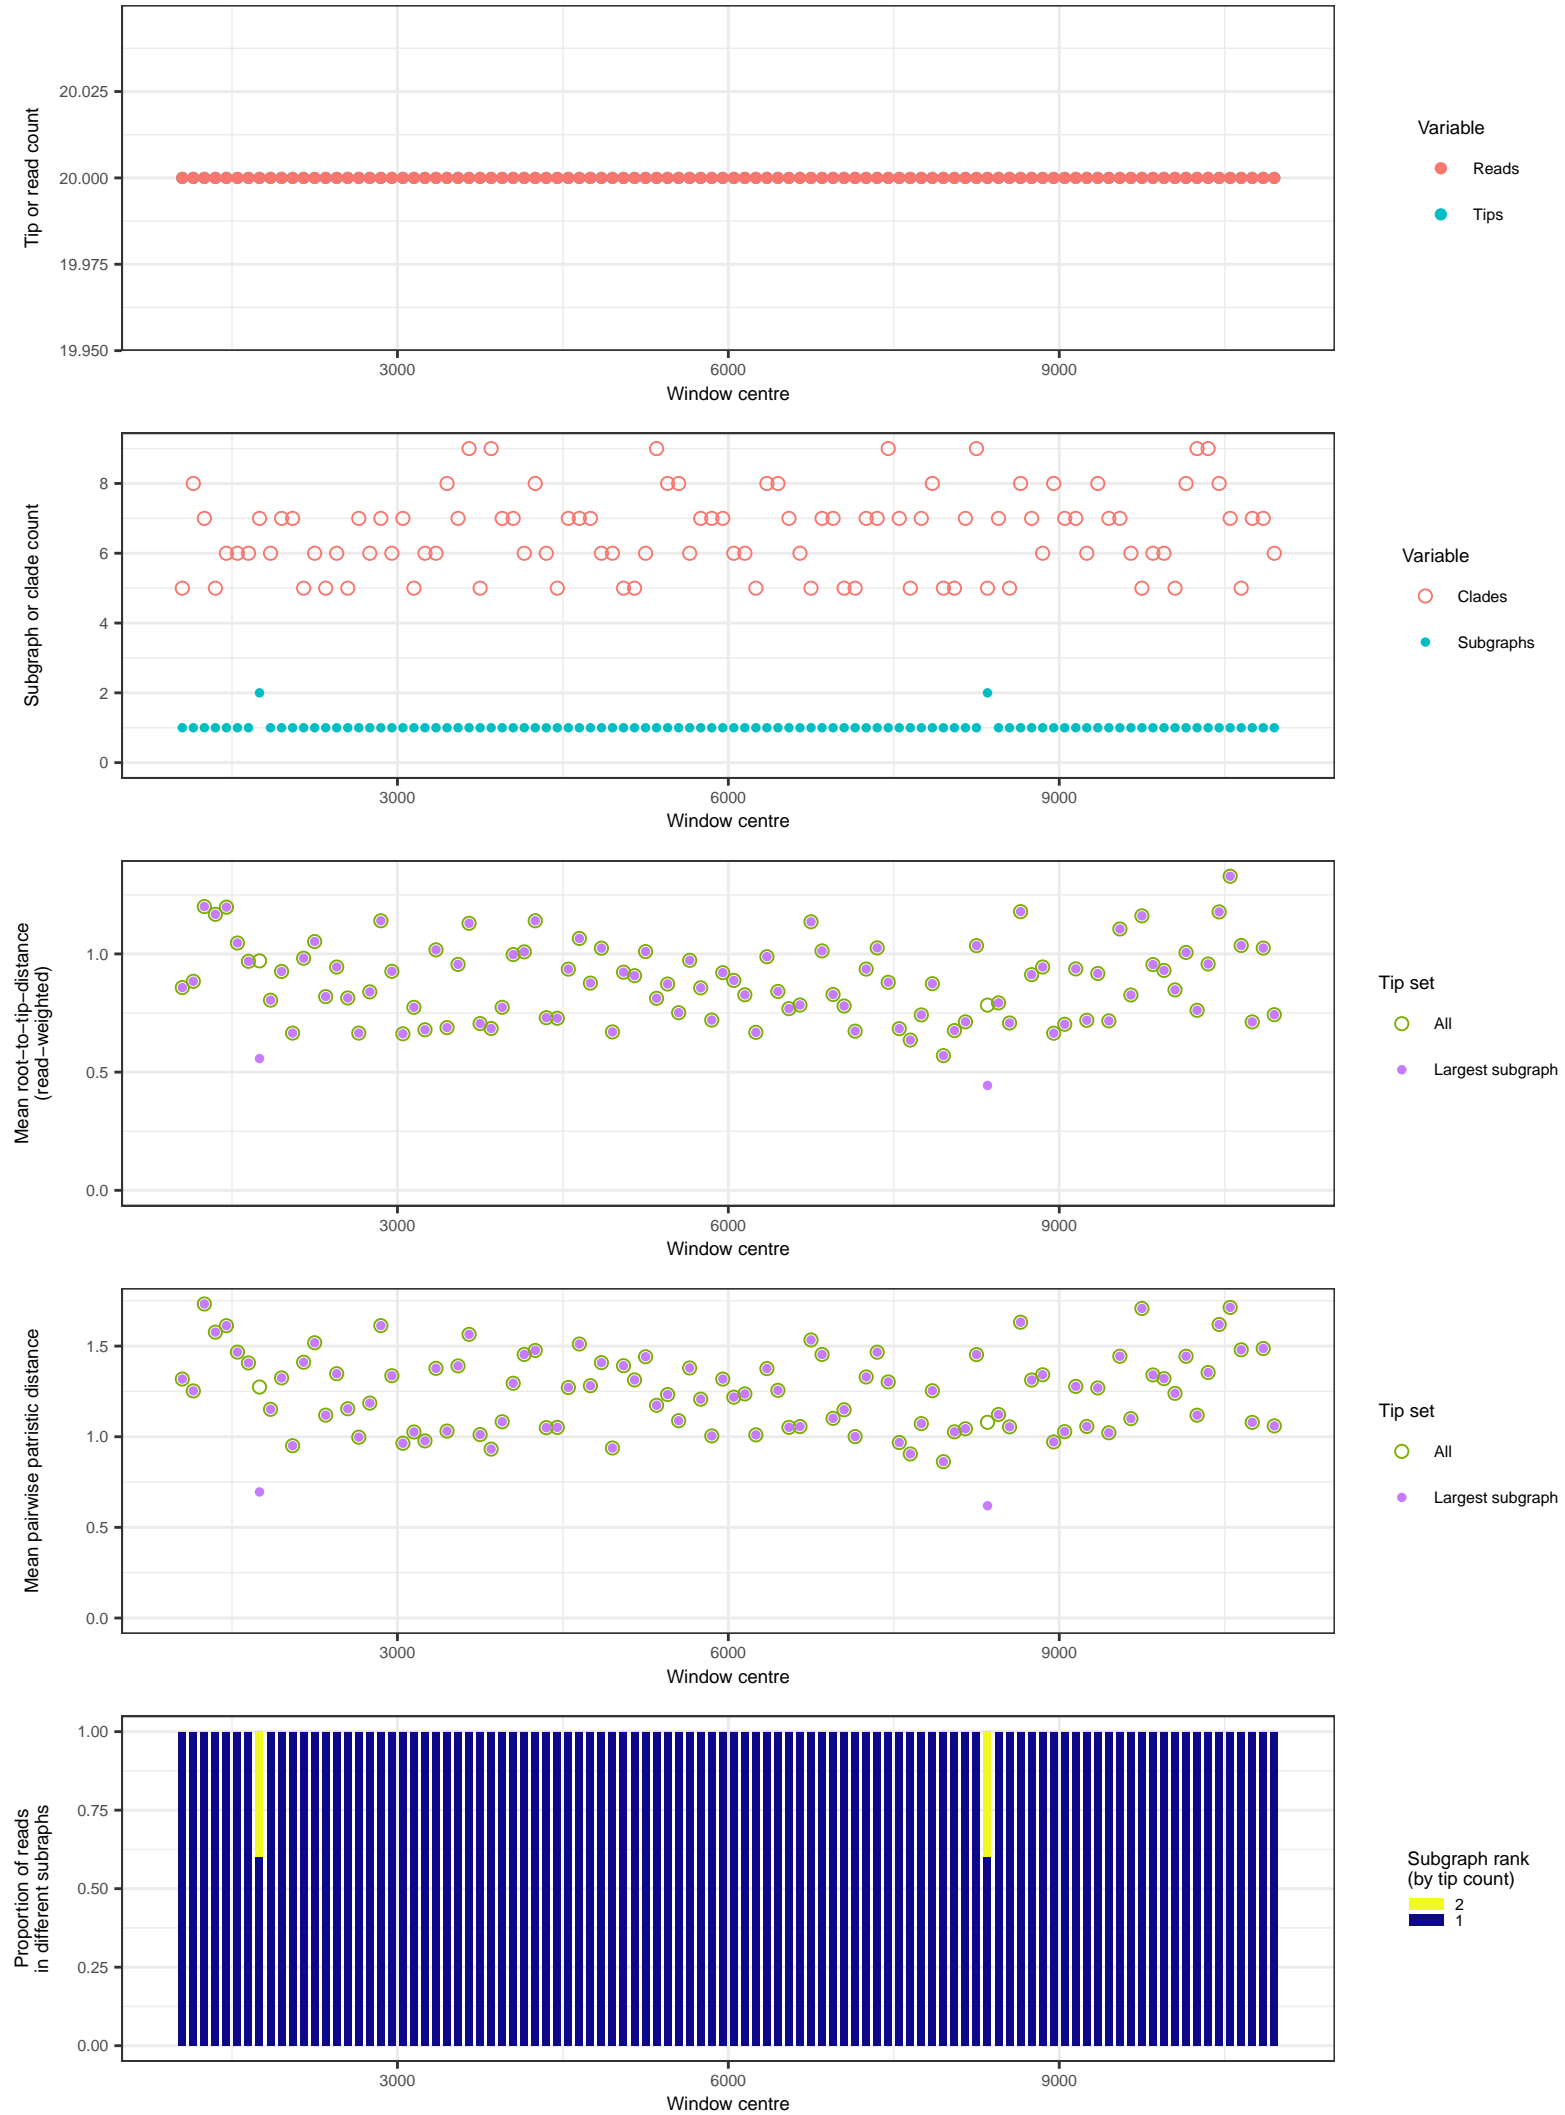 20.025
20.000
19.975
19.950
Tip or read count
3000 6000 9000
Window centre
Variable
Reads
Tips
8
6
4
2
0
Subgraph or clade count
3000 6000 9000
Window centre
Variable
Clades
Subgraphs
1.0
0.5
0.0
Mean root−to−tip−distance
(read−weighted)
3000 6000 9000
Window centre
Tip set
All
Largest subgraph
1.5
1.0
0.5
0.0
Mean pairwise patristic distance
3000 6000 9000
Window centre
Tip set
All
Largest subgraph
1.00
0.75
0.50
0.25
0.00
Proportion of reads
in different subraphs
3000 6000 9000
Window centre
Subgraph rank
(by tip count)
2
1